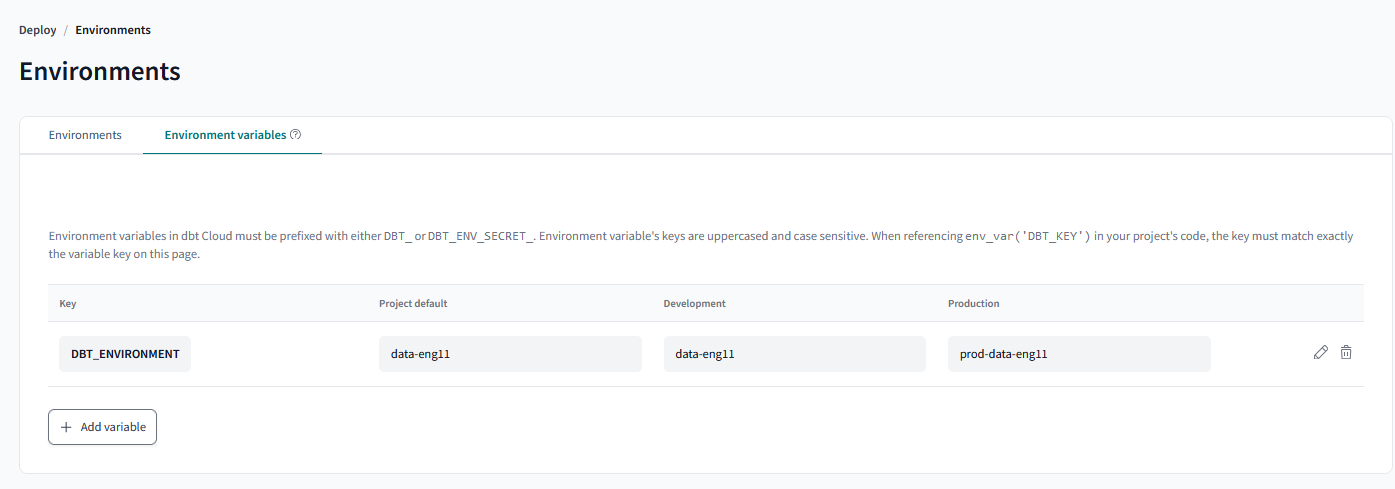 Deploy / Environments
Environments
Environments Environment variables
Environment variables in dbt Cloud must be prefixed with either DBT_ or DBT_ENV_SECRET_. Environment variable's keys are uppercased and case sensitive. When referencing env_var('DBT_KEY') in your project's code, the key must match exactly
the variable key on this page.
Key Project default Development Production
DBT_ENVIRONMENT data-eng11 data-eng11 prod-data-eng11
+ Add variable